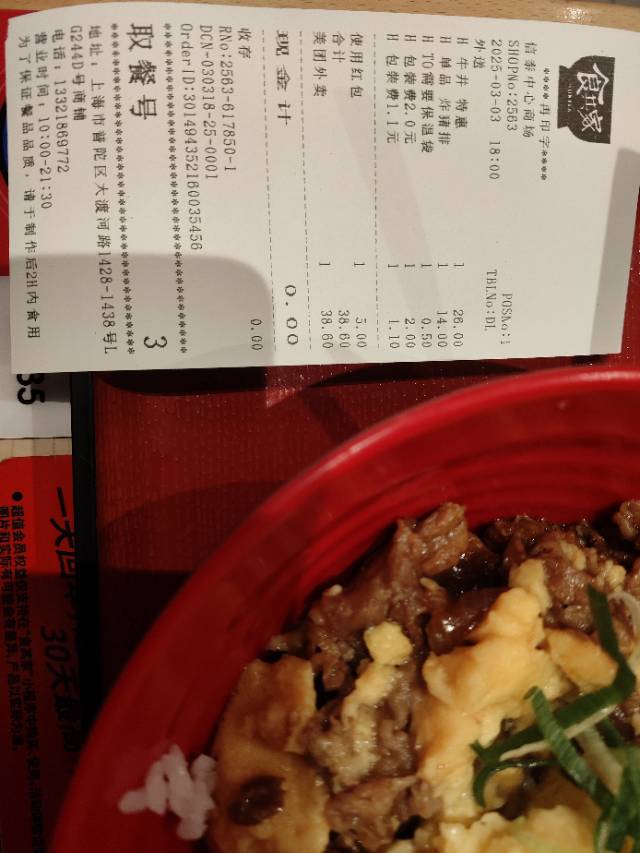 食其家
****再印字****
信泰中心商场
SHOPNo:2563 POSNo:1
2025-03-03 18:00 TBLNo:DL
外送
H 牛丼 特惠 1 26.00
H 单品 炸猪排 1 14.00
H TO需要保温袋 1 0.50
H 包装费2.0元 1 2.00
H 包装费1.1元 1 1.10
使用红包 1 5.00
合计 38.60
美团外卖 1 38.60
现金计 0.00
收存 0.00
RNo:2563-617850-1
DCN-030318-25-0001
OrderID:301494352160035456
取餐号 3
地址:上海市普陀区大渡河路1428-1438号L
G244D号商铺
电话:13321869772
营业时间:10:00-21:30
为了保证餐品品质,请于制作后2H内食用
35
一天回本
30天